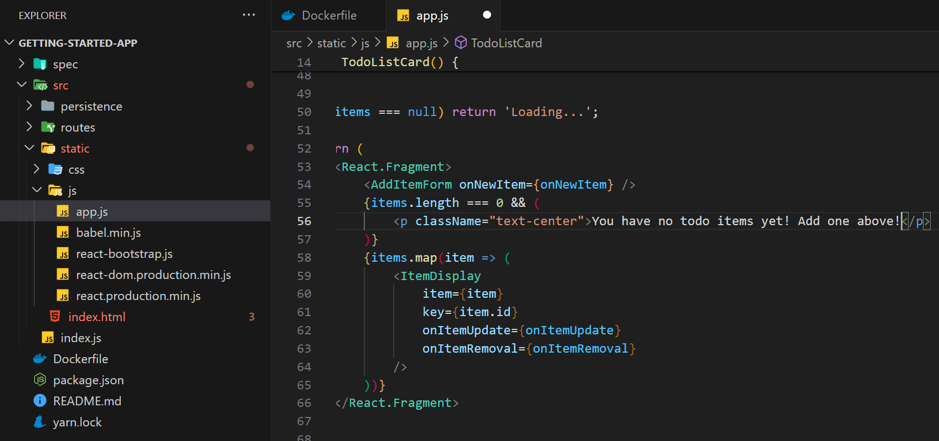 EXPLORER
...
GETTING-STARTED-APP
spec
src
persistence
routes
static
css
js
app.js
babel.min.js
react-bootstrap.js
react-dom.production.min.js
react.production.min.js
index.html 3
index.js
Dockerfile
package.json
README.md
yarn.lock
Dockerfile
JS app.js
src > static > js > JS app.js > TodoListCard
14 TodoListCard() {
48
49
50 items === null) return 'Loading...';
51
52 rn (
53 <React.Fragment>
54 <AddItemForm onNewItem={onNewItem} />
55 {items.length === 0 && (
56 <p className="text-center">You have no todo items yet! Add one above!</p>
57 )}
58 {items.map(item => (
59 <ItemDisplay
60 item={item}
61 key={item.id}
62 onItemUpdate={onItemUpdate}
63 onItemRemoval={onItemRemoval}
64 />
65 ))}
66 </React.Fragment>
67
68